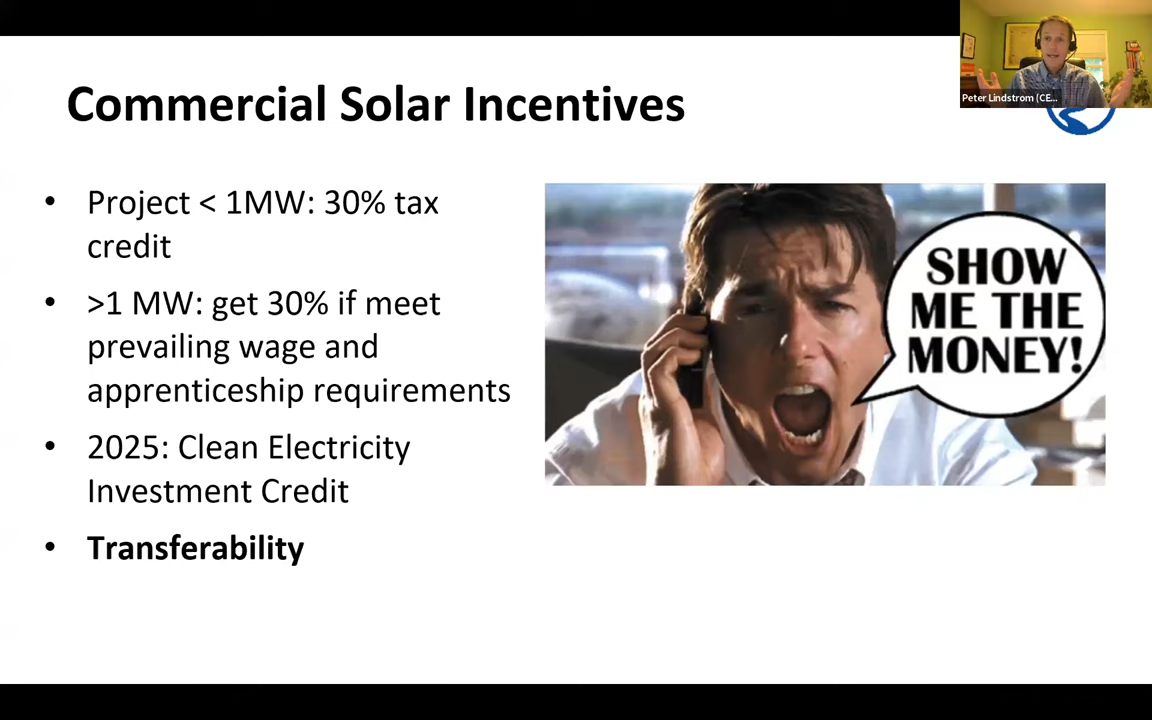 Commercial Solar Incentives
• Project < 1MW: 30% tax
credit
• >1 MW: get 30% if meet
prevailing wage and
apprenticeship requirements
• 2025: Clean Electricity
Investment Credit
• Transferability
SHOW
ME THE
MONEY!
Peter Lindstrom (CE...